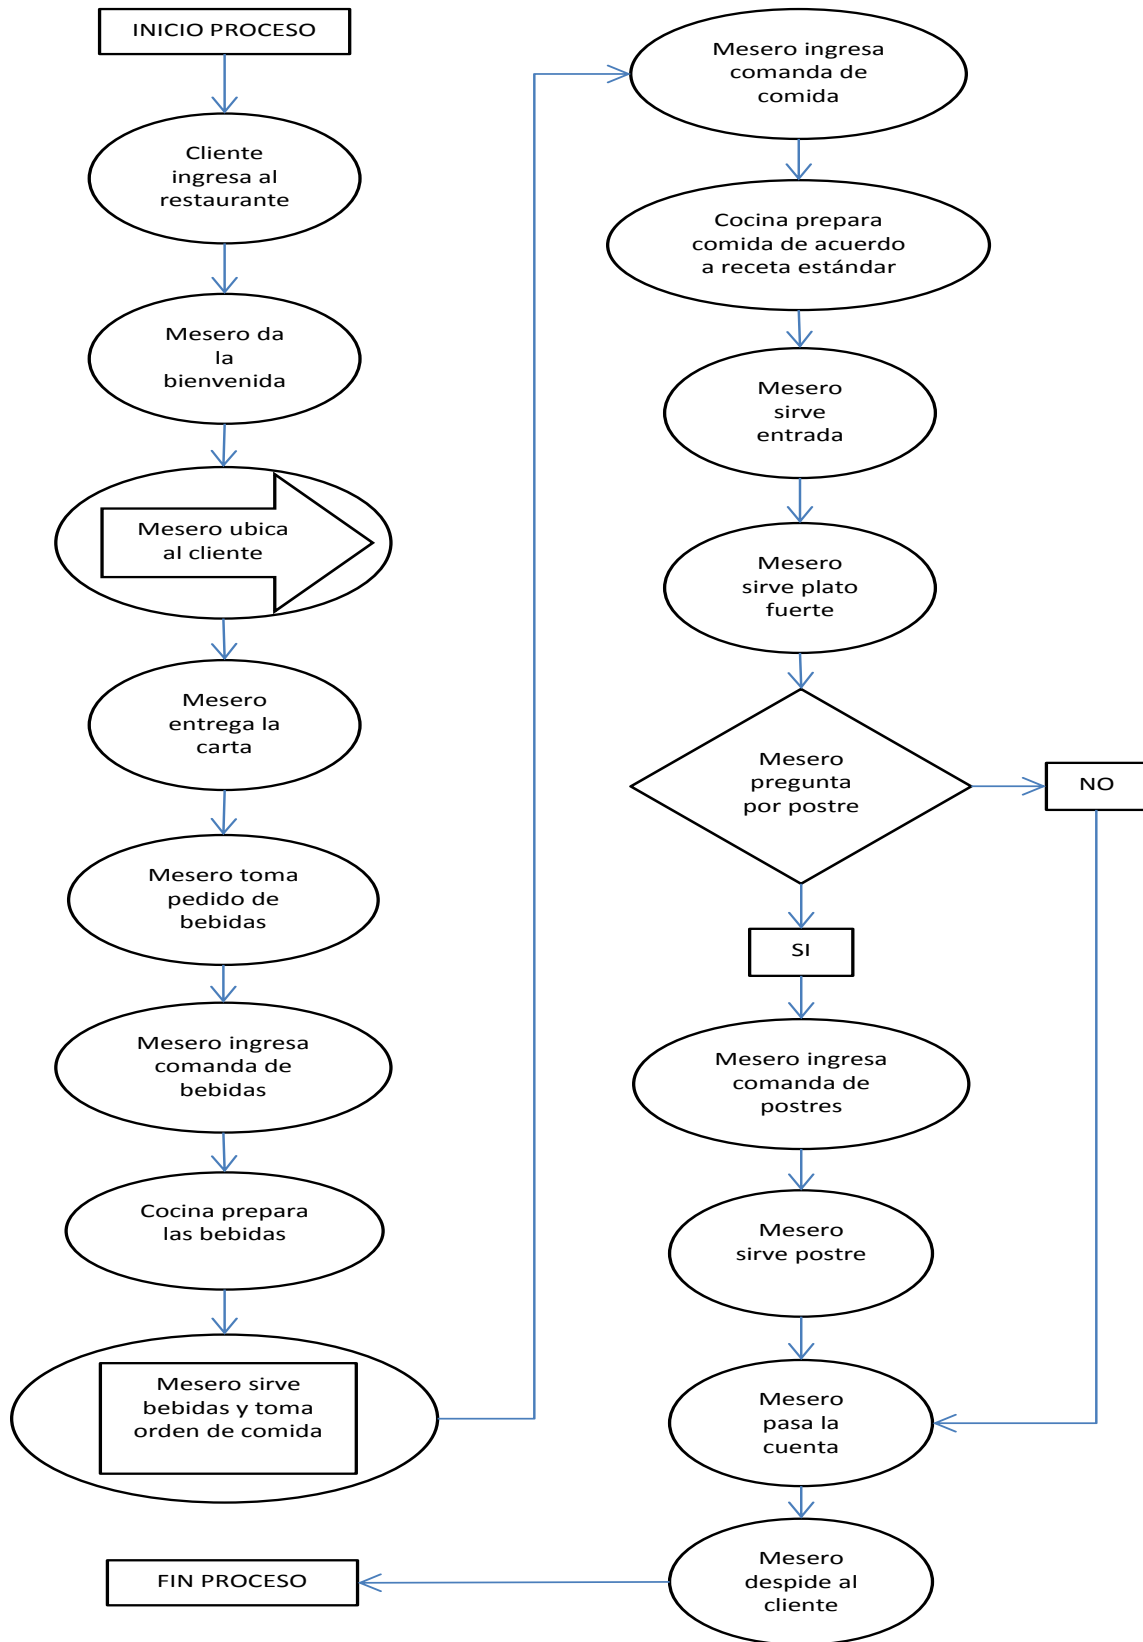 INICIO PROCESO
Cliente
ingresa al
restaurante
Mesero da
la
bienvenida
Mesero ubica
al cliente
Mesero
entrega la
carta
Mesero toma
pedido de
bebidas
Mesero ingresa
comanda de
bebidas
Cocina prepara
las bebidas
Mesero sirve
bebidas y toma
orden de comida
Mesero ingresa
comanda de
comida
Cocina prepara
comida de acuerdo
a receta estándar
Mesero
sirve
entrada
Mesero
sirve plato
fuerte
Mesero
pregunta
por postre
NO
SI
Mesero ingresa
comanda de
postres
Mesero
sirve postre
Mesero
pasa la
cuenta
Mesero
despide al
cliente
FIN PROCESO